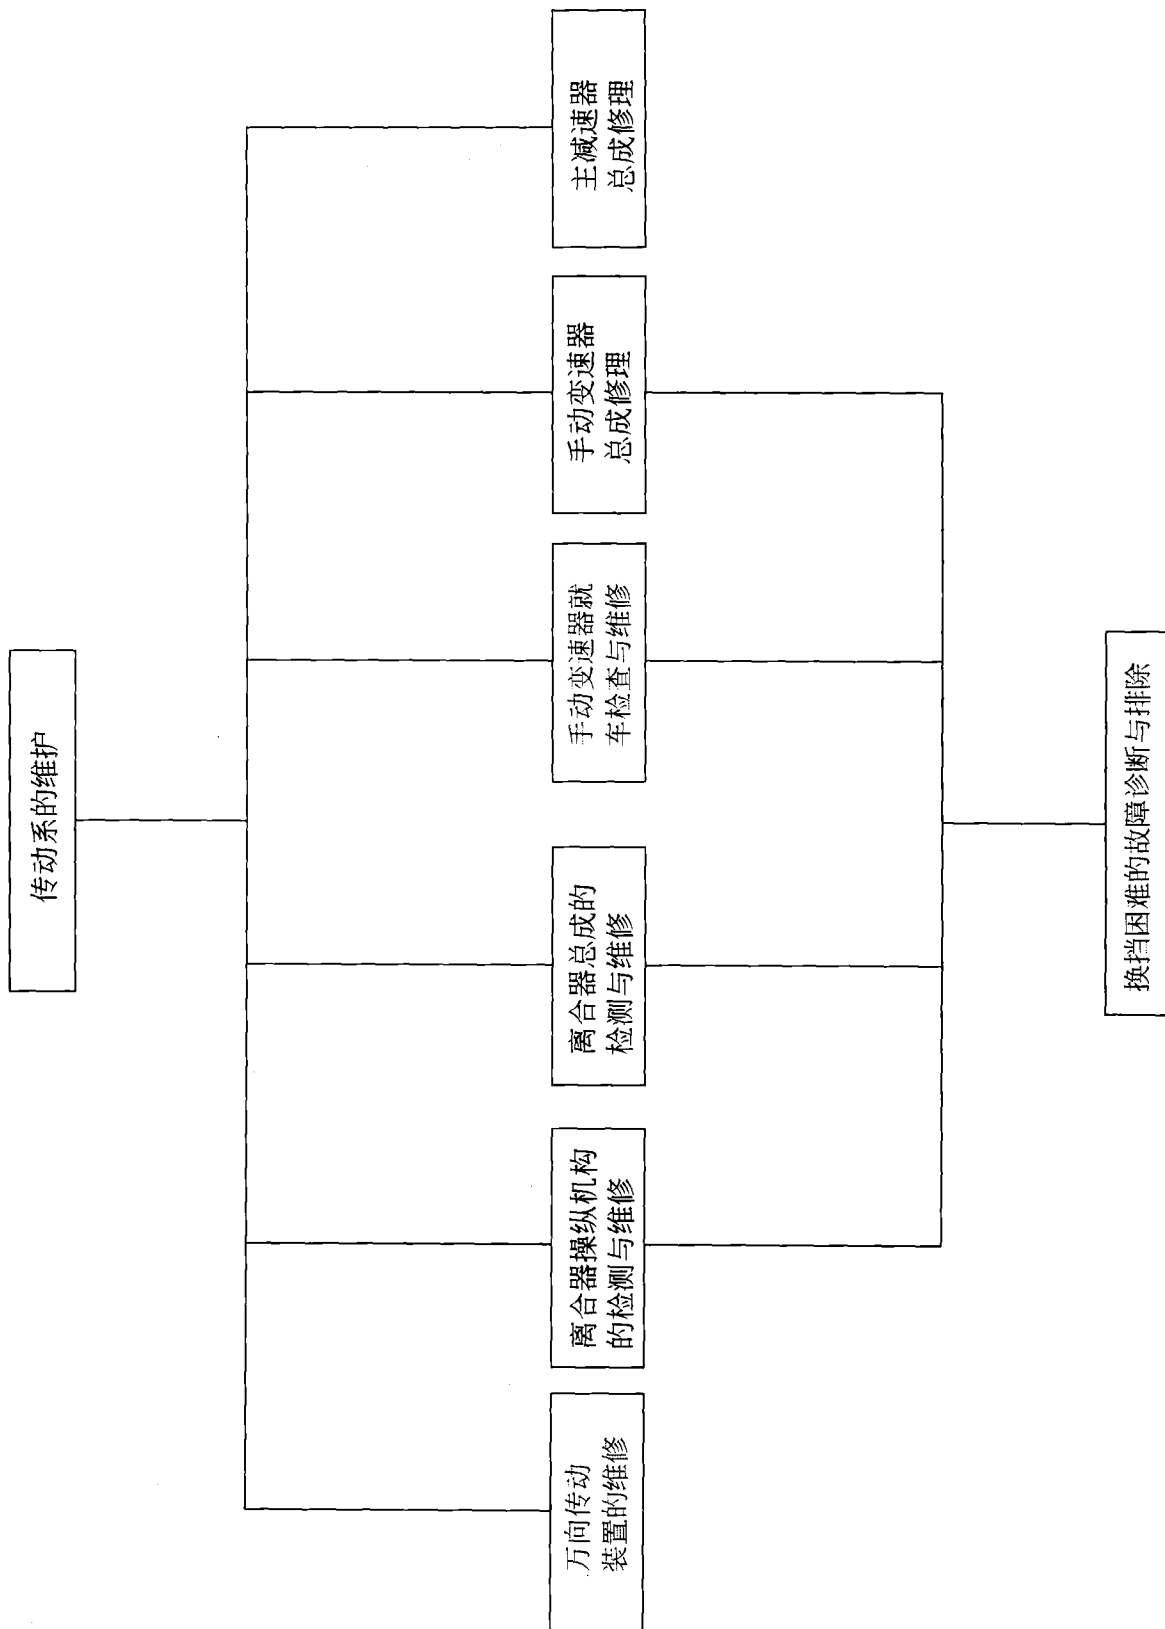 传动系的维护
万向传动
装置的维修
离合器操纵机构
的检测与维修
离合器总成的
检测与维修
手动变速器就
车检查与维修
手动变速器
总成修理
主减速器
总成修理
换挡困难的故障诊断与排除